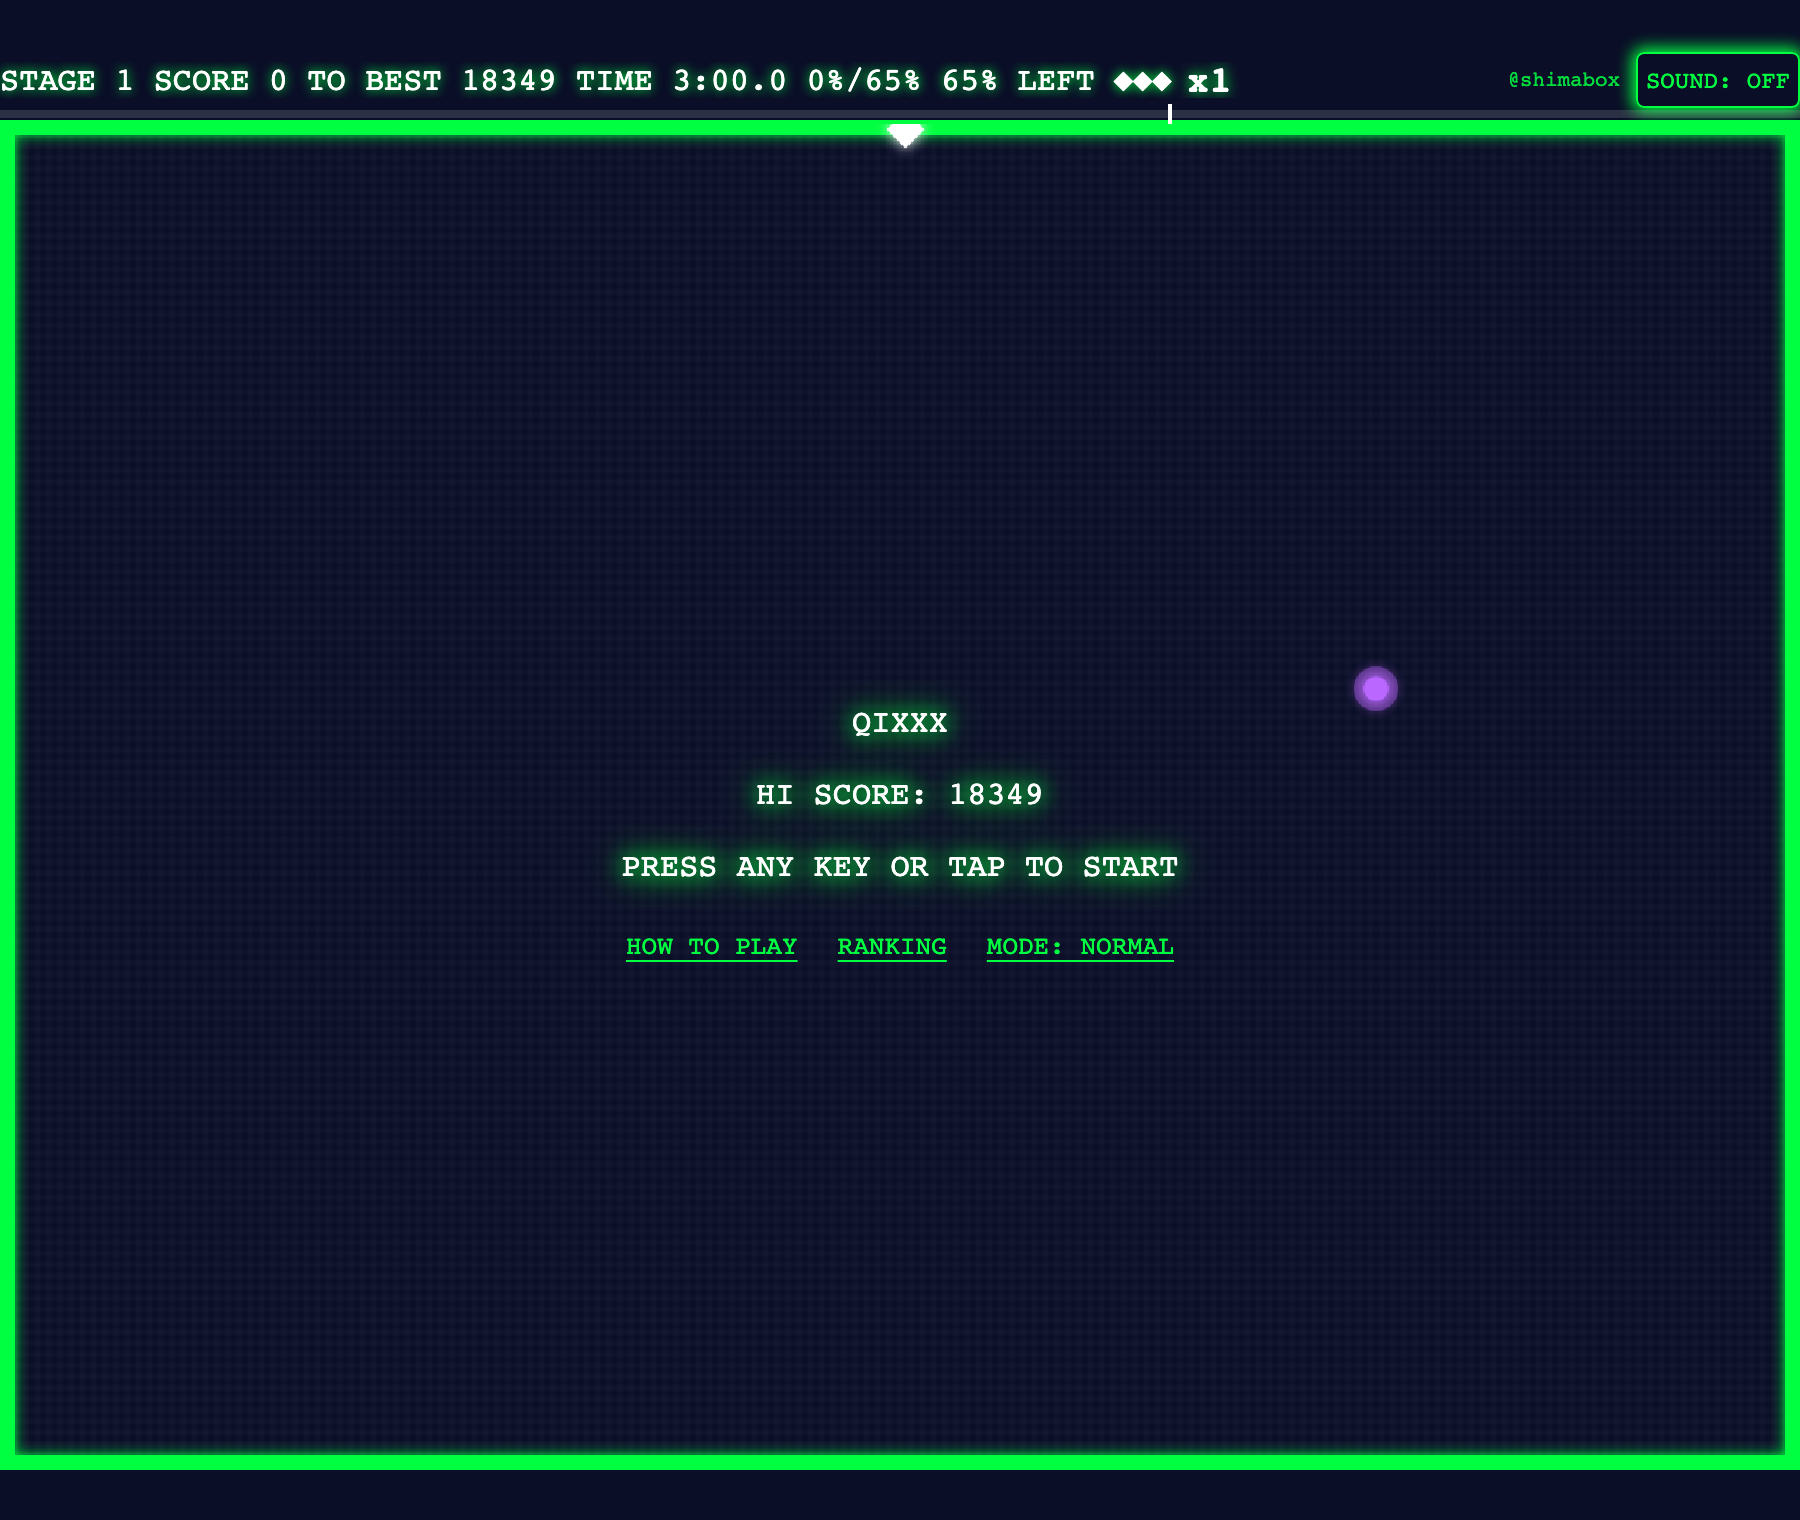 STAGE 1 SCORE 0 TO BEST 18349 TIME 3:00.0 0%/65% 65% LEFT ◆◆◆ x1
@shimabox SOUND: OFF
QIXXX
HI SCORE: 18349
PRESS ANY KEY OR TAP TO START
HOW TO PLAY RANKING MODE: NORMAL